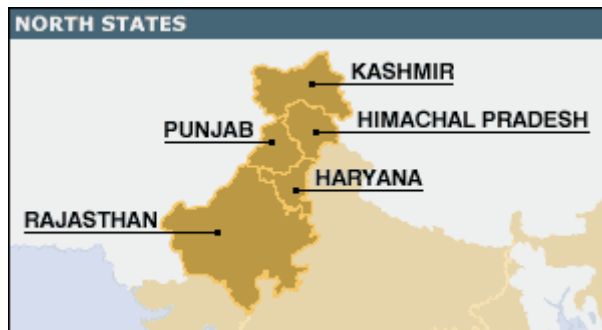 NORTH STATES
KASHMIR
PUNJAB
HIMACHAL PRADESH
HARYANA
RAJASTHAN